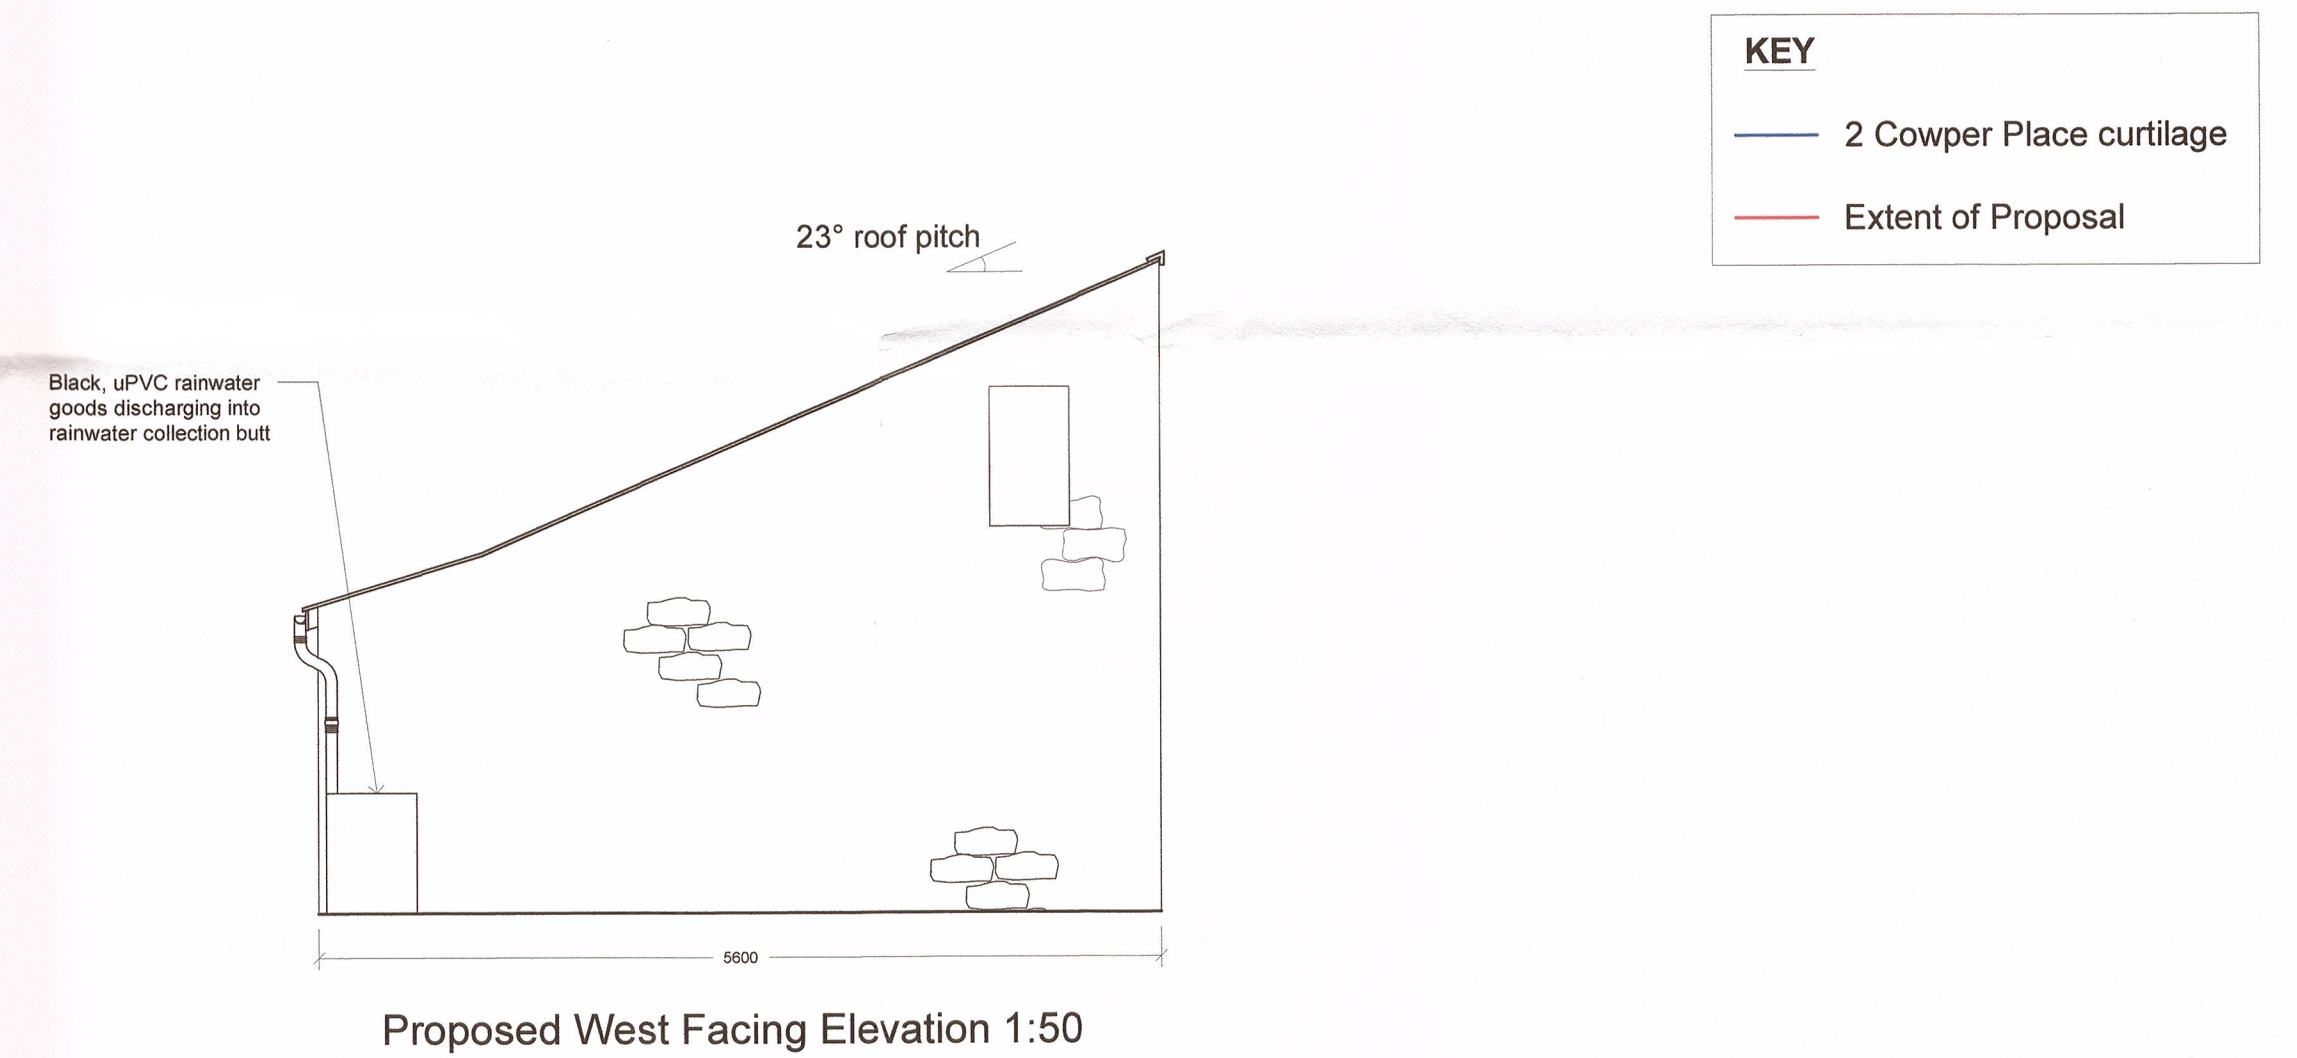 KEY
2 Cowper Place curtilage
Extent of Proposal
23° roof pitch
Black, uPVC rainwater
goods discharging into
rainwater collection butt
5600
Proposed West Facing Elevation 1:50